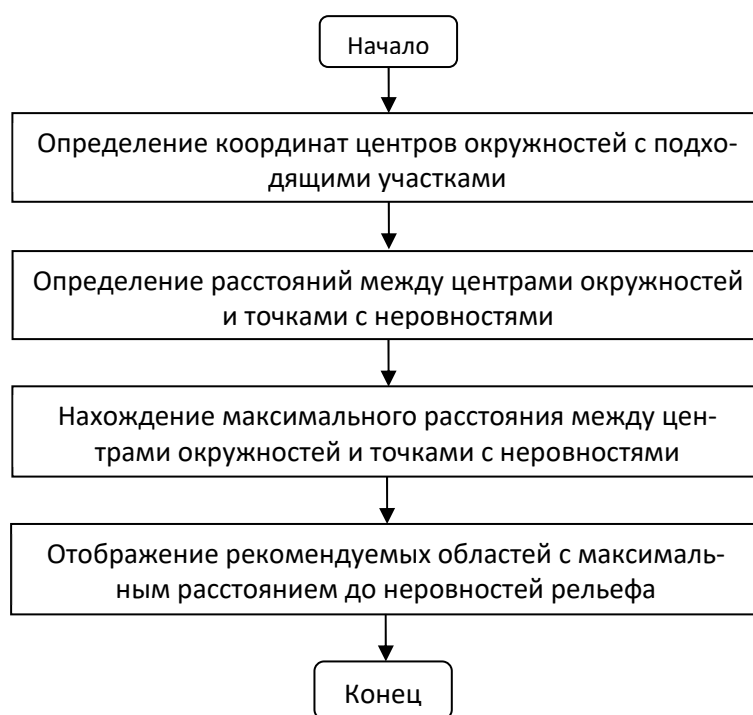 Начало
Определение координат центров окружностей с подхо-
дящими участками
Определение расстояний между центрами окружностей
и точками с неровностями
Нахождение максимального расстояния между цен-
трами окружностей и точками с неровностями
Отображение рекомендуемых областей с максималь-
ным расстоянием до неровностей рельефа
Конец